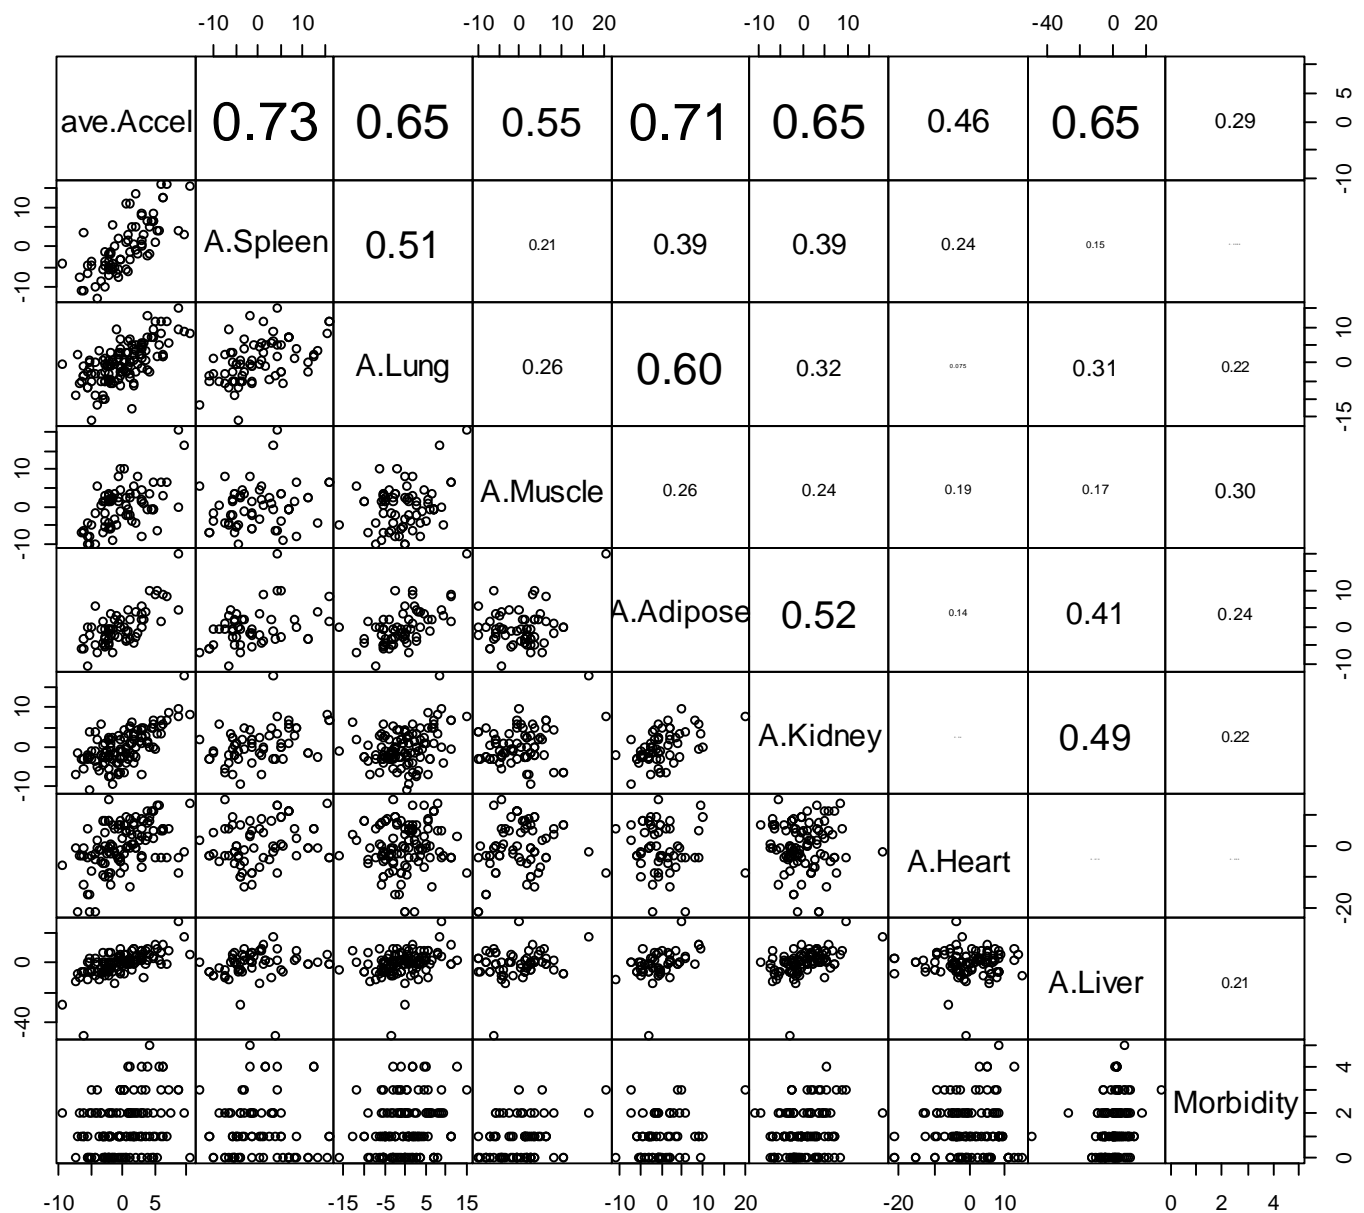 -10 0 10 -10 0 10 20 -10 0 10 -40 0 20
ave.Accel 0.73 0.65 0.55 0.71 0.65 0.46 0.65 0.29 -10 0 5
-10 0 10 A.Spleen 0.51 0.21 0.39 0.39 0.24 0.15
A.Lung 0.26 0.60 0.32 0.075 0.31 0.22 -15 0 10
-10 0 10 A.Muscle 0.26 0.24 0.19 0.17 0.30
A.Adipose 0.52 0.14 0.41 0.24 -10 0 10
-10 0 10 A.Kidney 0.49 0.22
A.Heart -20 0
-40 0 A.Liver 0.21
Morbidity 0 2 4
-10 0 5 -15 -5 5 15 -10 0 10 20 -20 0 10 0 2 4